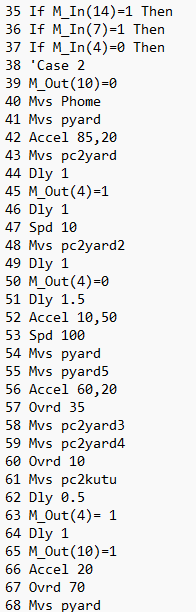 35 If M_In(14)=1 Then
36 If M_In(7)=1 Then
37 If M_In(4)=0 Then
38 'Case 2
39 M_Out(10)=0
40 Mvs Phome
41 Mvs pyard
42 Accel 85,20
43 Mvs pc2yard
44 Dly 1
45 M_Out(4)=1
46 Dly 1
47 Spd 10
48 Mvs pc2yard2
49 Dly 1
50 M_Out(4)=0
51 Dly 1.5
52 Accel 10,50
53 Spd 100
54 Mvs pyard
55 Mvs pyard5
56 Accel 60,20
57 Ovrd 35
58 Mvs pc2yard3
59 Mvs pc2yard4
60 Ovrd 10
61 Mvs pc2kutu
62 Dly 0.5
63 M_Out(4)= 1
64 Dly 1
65 M_Out(10)=1
66 Accel 20
67 Ovrd 70
68 Mvs pyard